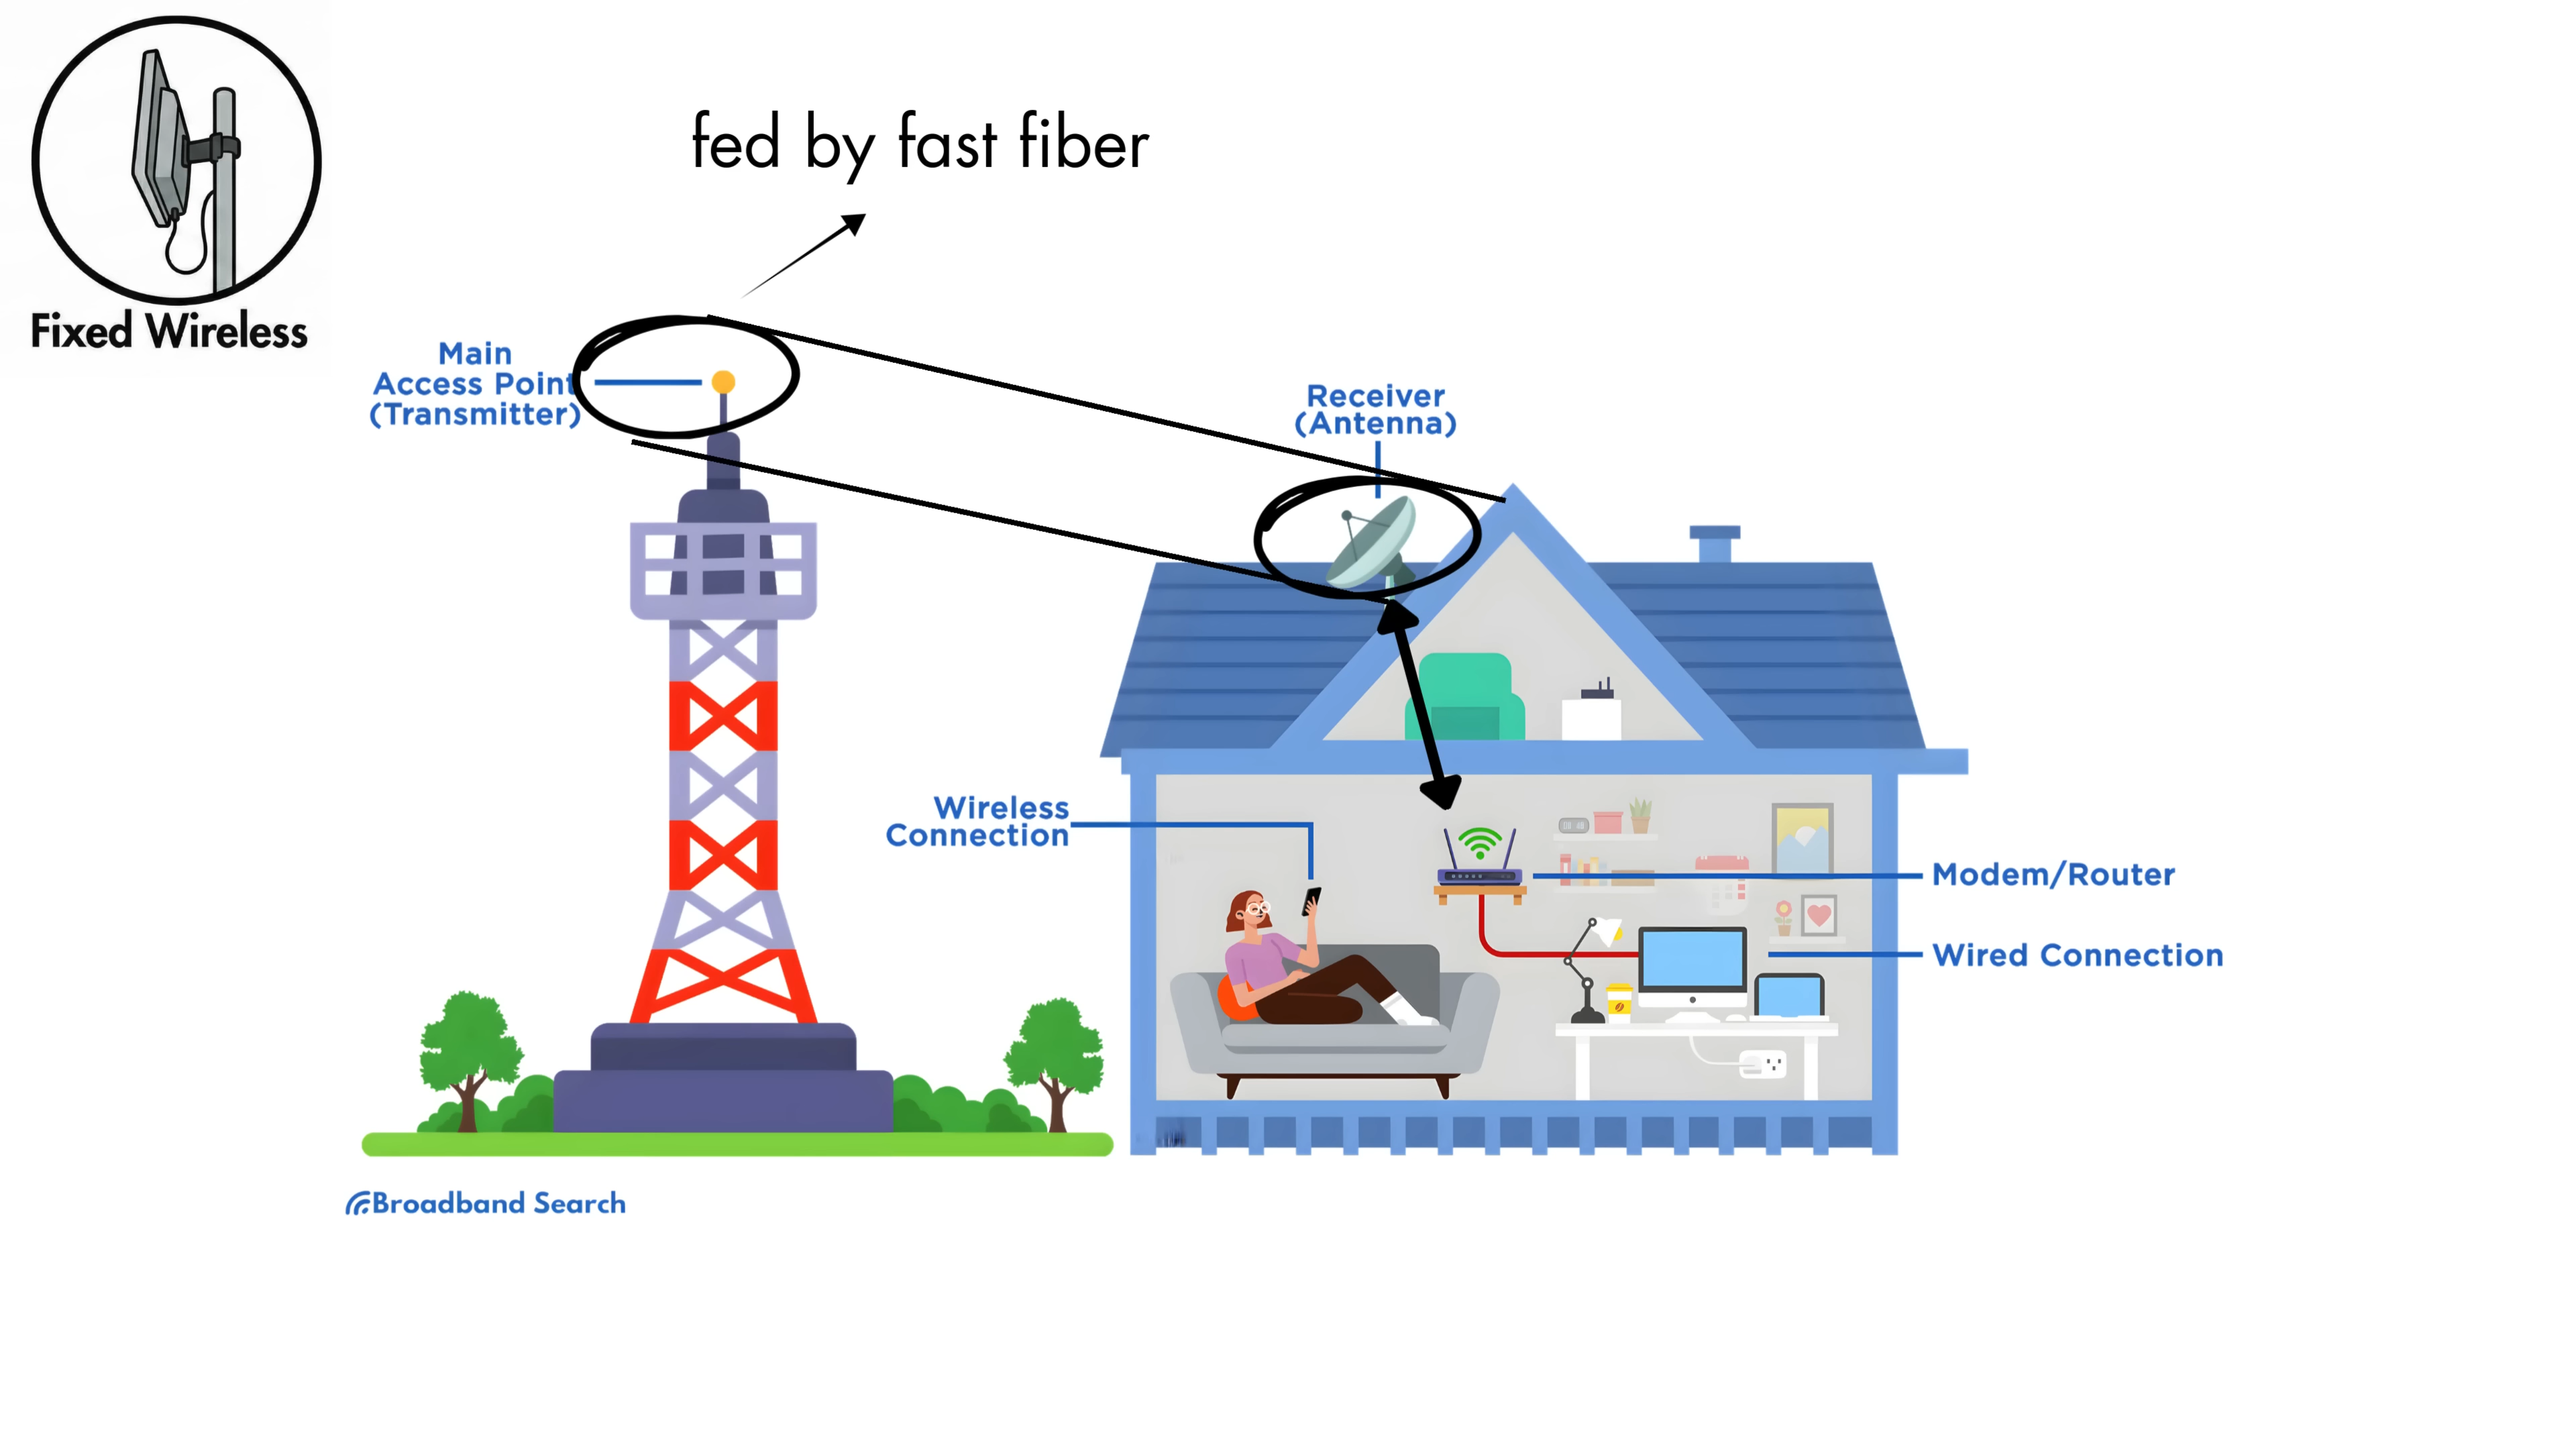 fed by fast fiber
Fixed Wireless
Main
Access Point
(Transmitter)
Receiver
(Antenna)
Wireless
Connection
Modem/Router
Wired Connection
Broadband Search